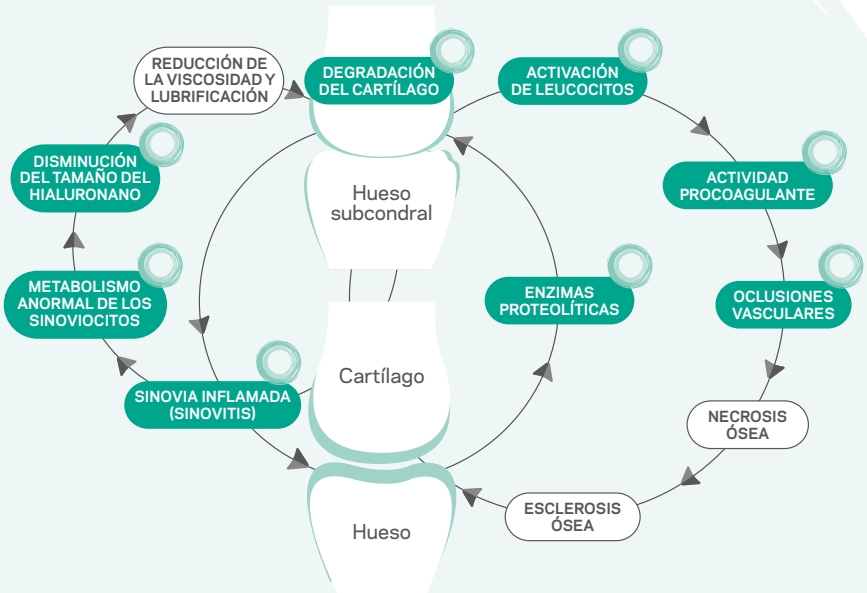 REDUCCIÓN DE
LA VISCOSIDAD Y
LUBRIFICACIÓN
DEGRADACIÓN
DEL CARTÍLAGO
ACTIVACIÓN
DE LEUCOCITOS
DISMINUCIÓN
DEL TAMAÑO DEL
HIALURONANO
Hueso
subcondral
ACTIVIDAD
PROCOAGULANTE
METABOLISMO
ANORMAL DE LOS
SINOVIOCITOS
ENZIMAS
PROTEOLÍTICAS
OCLUSIONES
VASCULARES
Cartílago
SINOVIA INFLAMADA
(SINOVITIS)
NECROSIS
ÓSEA
Hueso
ESCLEROSIS
ÓSEA